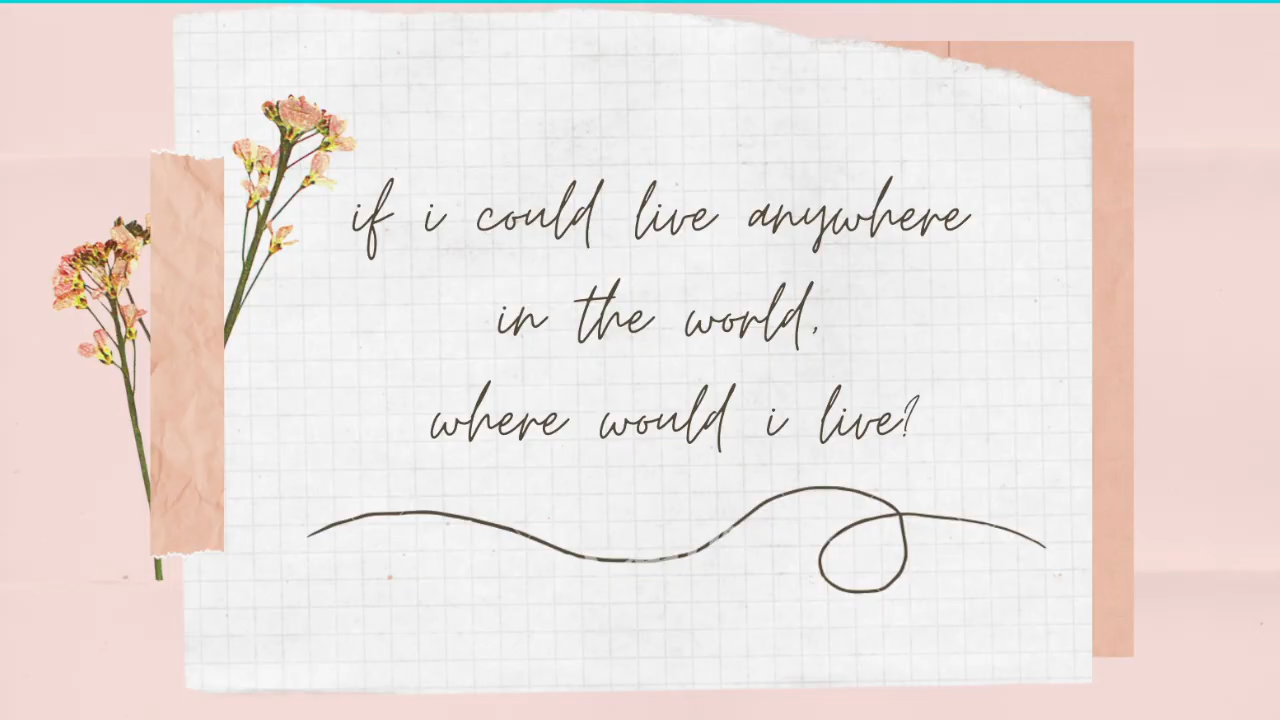 if i could live anywhere
in the world,
where would i live?